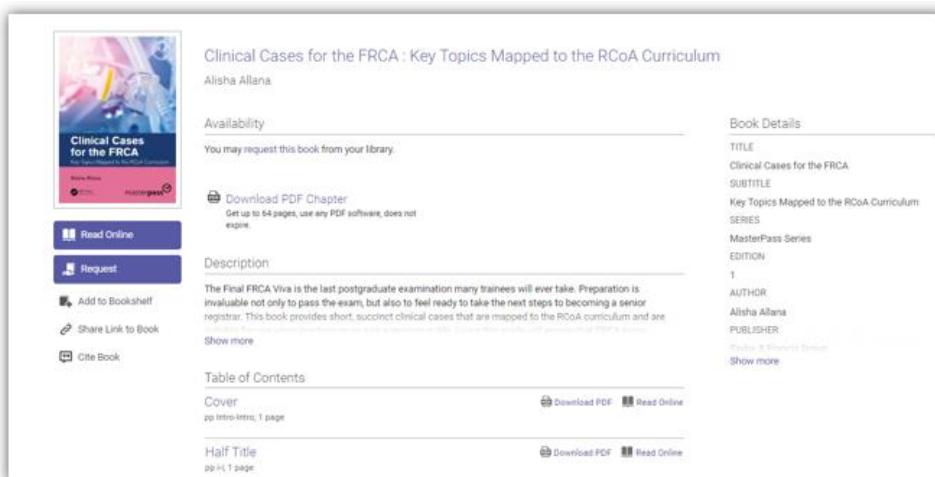 Clinical Cases
for the FRCA
Key Topics Mapped to the RCoA Curriculum
Alisha Allana
masterpass
Read Online
Request
Add to Bookshelf
Share Link to Book
Cite Book
Clinical Cases for the FRCA : Key Topics Mapped to the RCoA Curriculum
Alisha Allana
Availability
You may request this book from your library.
Download PDF Chapter
Get up to 64 pages, use any PDF software, does not
expire.
Description
The Final FRCA Viva is the last postgraduate examination many trainees will ever take. Preparation is
invaluable not only to pass the exam, but also to feel ready to take the next steps to becoming a senior
registrar. This book provides short, succinct clinical cases that are mapped to the RCoA curriculum and are
Show more
Table of Contents
Cover
Download PDF Read Online
pp Intro-Intro, 1 page
Half Title
Download PDF Read Online
pp i-i, 1 page
Book Details
TITLE
Clinical Cases for the FRCA
SUBTITLE
Key Topics Mapped to the RCoA Curriculum
SERIES
MasterPass Series
EDITION
1
AUTHOR
Alisha Allana
PUBLISHER
Taylor & Francis Group
Show more